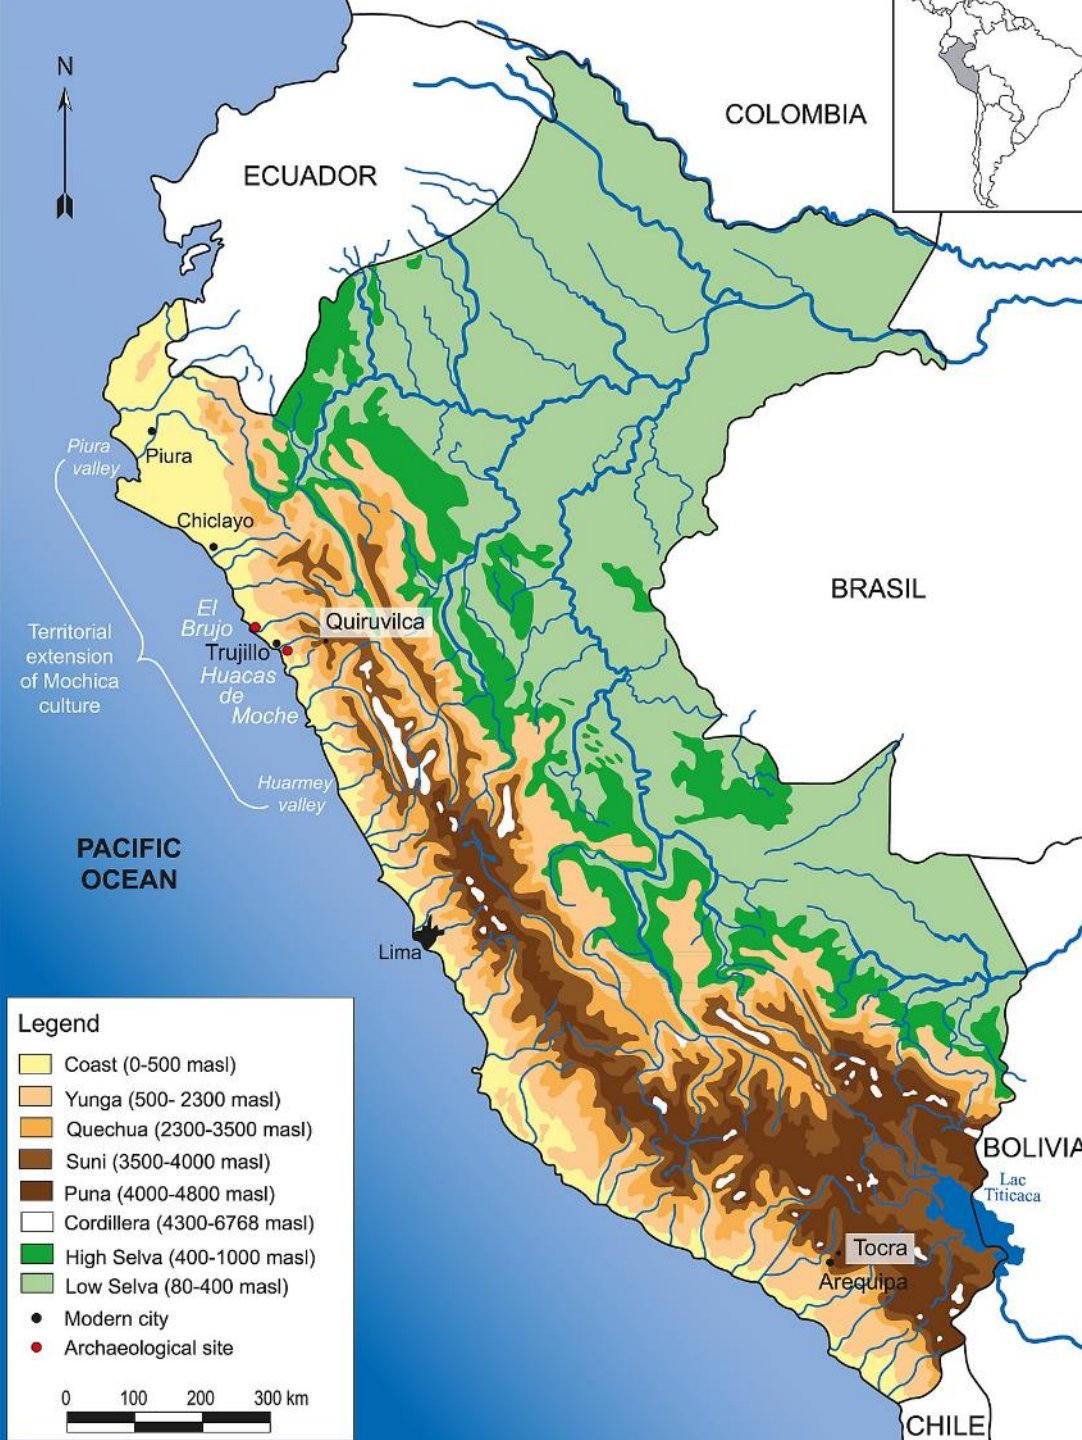 N
COLOMBIA
ECUADOR
Piura
valley
Piura
Chiclayo
BRASIL
El
Brujo
Quiruvilca
Territorial
extension
of Mochica
culture
Trujillo
Huacas
de
Moche
Huarmey
valley
PACIFIC
OCEAN
Lima
Legend
Coast (0-500 masl)
Yunga (500- 2300 masl)
Quechua (2300-3500 masl)
Suni (3500-4000 masl)
Puna (4000-4800 masl)
Cordillera (4300-6768 masl)
High Selva (400-1000 masl)
Low Selva (80-400 masl)
Modern city
Archaeological site
0 100 200 300 km
BOLIVIA
Lac
Titicaca
Tocra
Arequipa
CHILE